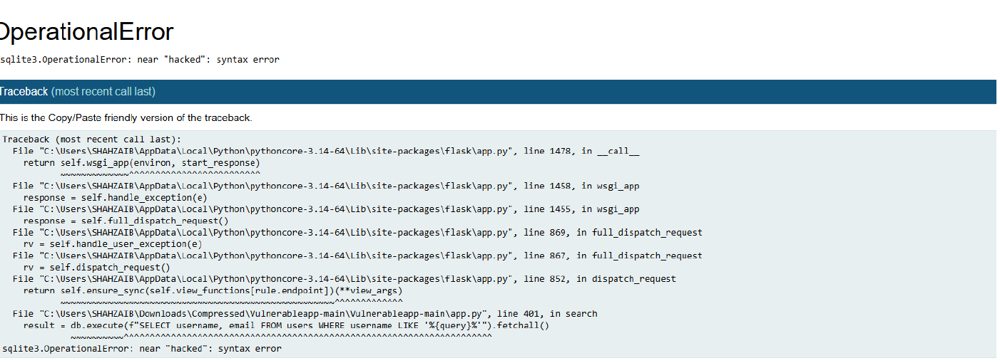 OperationalError
sqlite3.OperationalError: near "hacked": syntax error
Traceback (most recent call last)
This is the Copy/Paste friendly version of the traceback.
Traceback (most recent call last):
  File "C:\Users\SHAHZAIB\AppData\Local\Python\pythoncore-3.14-64\Lib\site-packages\flask\app.py", line 1478, in __call__
    return self.wsgi_app(environ, start_response)
           ~~~~~~~~~~~~~^^^^^^^^^^^^^^^^^^^^^^^^^
  File "C:\Users\SHAHZAIB\AppData\Local\Python\pythoncore-3.14-64\Lib\site-packages\flask\app.py", line 1458, in wsgi_app
    response = self.handle_exception(e)
  File "C:\Users\SHAHZAIB\AppData\Local\Python\pythoncore-3.14-64\Lib\site-packages\flask\app.py", line 1455, in wsgi_app
    response = self.full_dispatch_request()
  File "C:\Users\SHAHZAIB\AppData\Local\Python\pythoncore-3.14-64\Lib\site-packages\flask\app.py", line 869, in full_dispatch_request
    rv = self.handle_user_exception(e)
  File "C:\Users\SHAHZAIB\AppData\Local\Python\pythoncore-3.14-64\Lib\site-packages\flask\app.py", line 867, in full_dispatch_request
    rv = self.dispatch_request()
  File "C:\Users\SHAHZAIB\AppData\Local\Python\pythoncore-3.14-64\Lib\site-packages\flask\app.py", line 852, in dispatch_request
    return self.ensure_sync(self.view_functions[rule.endpoint])(**view_args)
           ~~~~~~~~~~~~~~~~~~~~~~~~~~~~~~~~~~~~~~~~~~~~~~~~~~~~^^^^^^^^^^^^^
  File "C:\Users\SHAHZAIB\Downloads\Compressed\Vulnerableapp-main\Vulnerableapp-main\app.py", line 401, in search
    result = db.execute(f"SELECT username, email FROM users WHERE username LIKE '%{query}%'").fetchall()
             ~~~~~~~~~~^^^^^^^^^^^^^^^^^^^^^^^^^^^^^^^^^^^^^^^^^^^^^^^^^^^^^^^^^^^^^^^^
sqlite3.OperationalError: near "hacked": syntax error